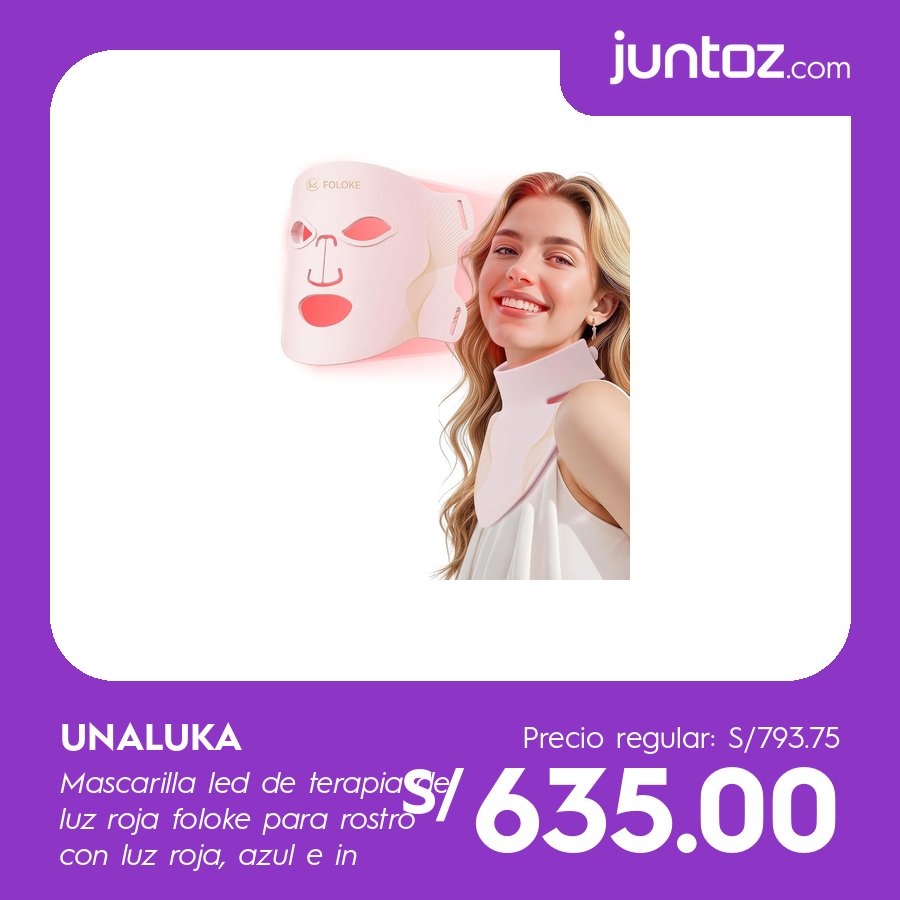 juntoz.com
FOLOKE
UNALUKA
Mascarilla led de terapia de
luz roja foloke para rostro
con luz roja, azul e in
Precio regular: S/793.75
S/635.00